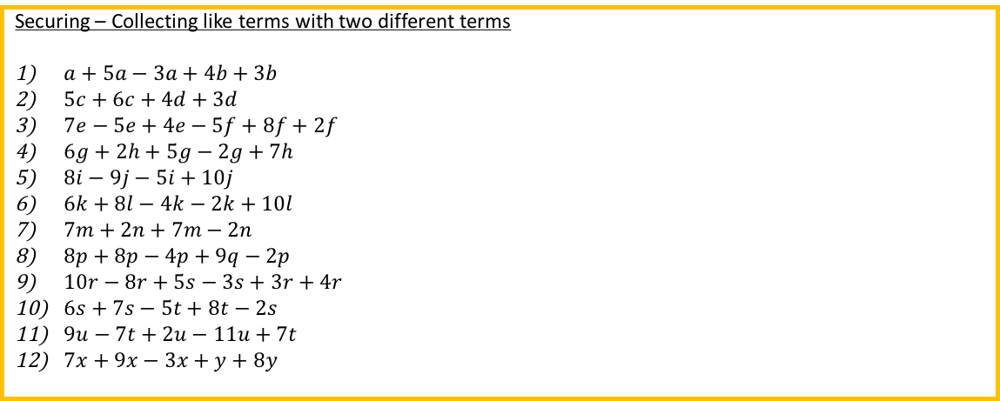 Securing – Collecting like terms with two different terms
1) a + 5a − 3a + 4b + 3b
2) 5c + 6c + 4d + 3d
3) 7e − 5e + 4e − 5f + 8f + 2f
4) 6g + 2h + 5g − 2g + 7h
5) 8i − 9j − 5i + 10j
6) 6k + 8l − 4k − 2k + 10l
7) 7m + 2n + 7m − 2n
8) 8p + 8p − 4p + 9q − 2p
9) 10r − 8r + 5s − 3s + 3r + 4r
10) 6s + 7s − 5t + 8t − 2s
11) 9u − 7t + 2u − 11u + 7t
12) 7x + 9x − 3x + y + 8y